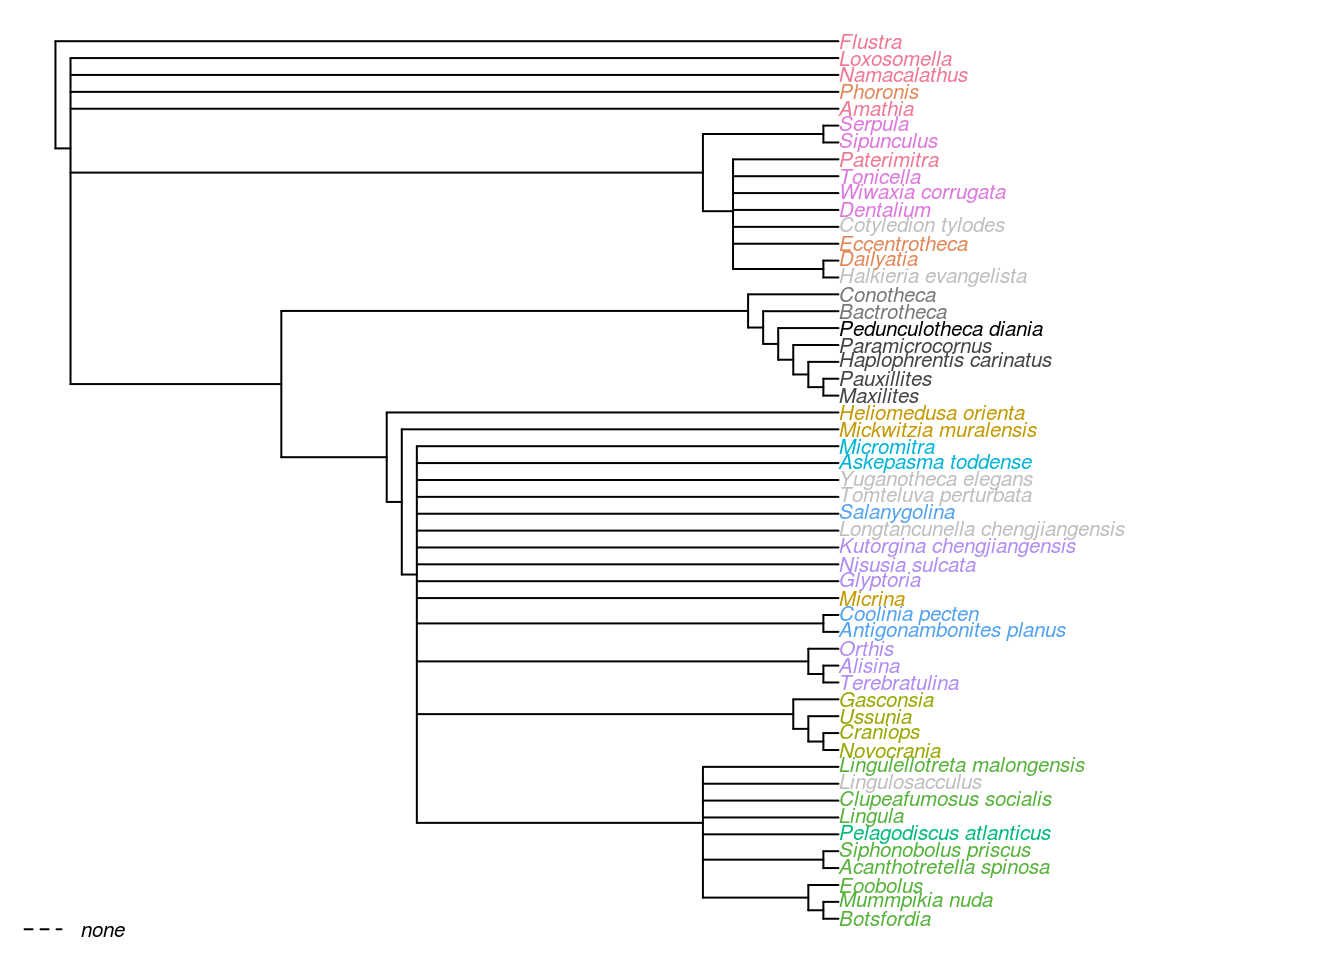 Flustra
Loxosomella
Namacalathus
Phoronis
Amathia
Serpula
Sipunculus
Paterimitra
Tonicella
Wiwaxia corrugata
Dentalium
Cotyledion tylodes
Eccentrotheca
Dailyatia
Halkieria evangelista
Conotheca
Bactrotheca
Pedunculotheca diania
Paramicrocornus
Haplophrentis carinatus
Pauxillites
Maxilites
Heliomedusa orienta
Mickwitzia muralensis
Micromitra
Askepasma toddense
Yuganotheca elegans
Tomteluva perturbata
Salanygolina
Longtancunella chengjiangensis
Kutorgina chengjiangensis
Nisusia sulcata
Glyptoria
Micrina
Coolinia pecten
Antigonambonites planus
Orthis
Alisina
Terebratulina
Gasconsia
Ussunia
Craniops
Novocrania
Lingulellotreta malongensis
Lingulosacculus
Clupeafumosus socialis
Lingula
Pelagodiscus atlanticus
Siphonobolus priscus
Acanthotretella spinosa
Eoobolus
Mummpikia nuda
Botsfordia
none